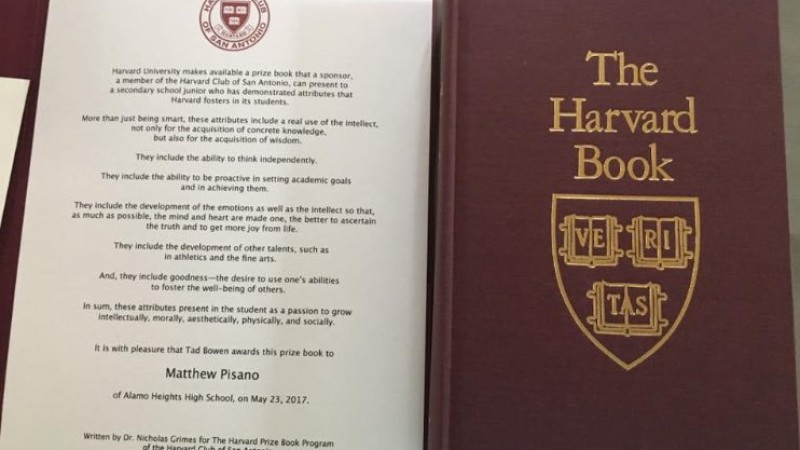 OF SAN ANTONIO
Harvard University makes available a prize book that a sponsor,
a member of the Harvard Club of San Antonio, can present to
a secondary school junior who has demonstrated attributes that
Harvard fosters in its students.
More than just being smart, these attributes include a real use of the intellect,
not only for the acquisition of concrete knowledge,
but also for the acquisition of wisdom.
They include the ability to think independently.
They include the ability to be proactive in setting academic goals
and in achieving them.
They include the development of the emotions as well as the intellect so that,
as much as possible, the mind and heart are made one, the better to ascertain
the truth and to get more joy from life.
They include the development of other talents, such as
in athletics and the fine arts.
And, they include goodness—the desire to use one's abilities
to foster the well-being of others.
In sum, these attributes present in the student as a passion to grow
intellectually, morally, aesthetically, physically, and socially.
It is with pleasure that Tad Bowen awards this prize book to
Matthew Pisano
of Alamo Heights High School, on May 23, 2017.
Written by Dr. Nicholas Grimes for The Harvard Prize Book Program
of the Harvard Club of San Antonio
The
Harvard
Book
VE RI
TAS